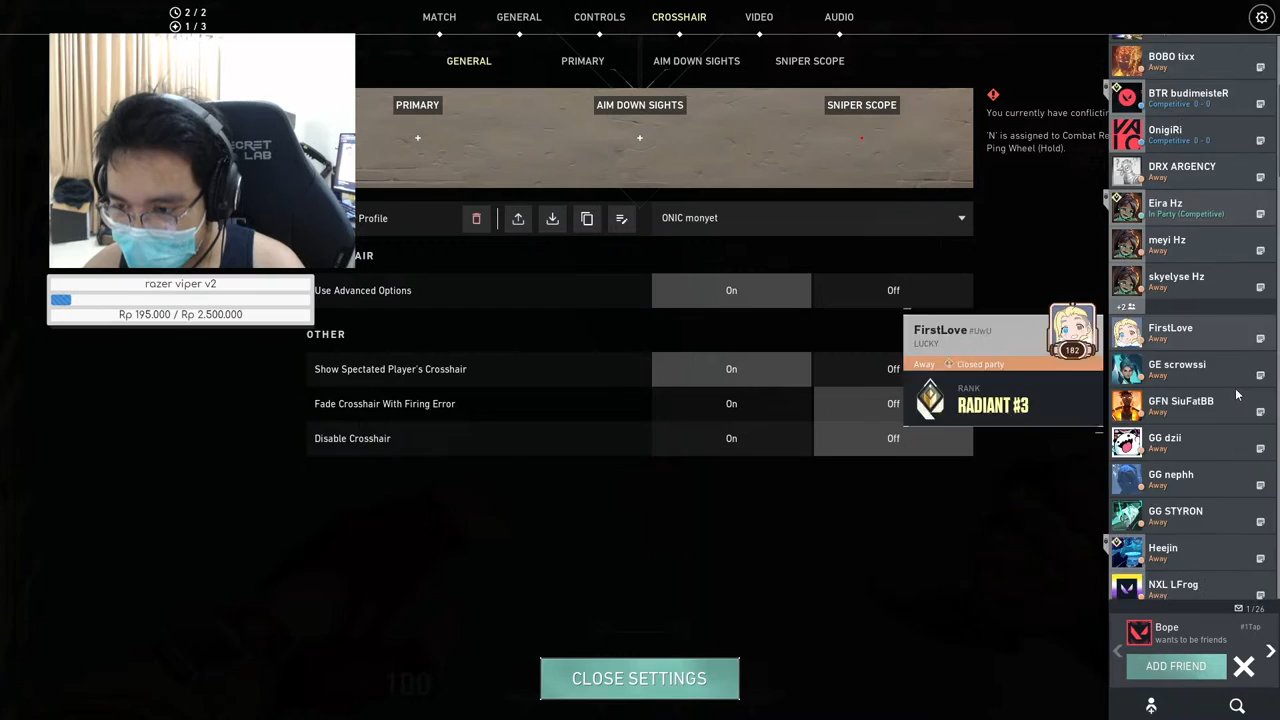 2 / 2
1 / 3
MATCH
GENERAL
CONTROLS
CROSSHAIR
VIDEO
AUDIO
GENERAL
PRIMARY
AIM DOWN SIGHTS
SNIPER SCOPE
PRIMARY
AIM DOWN SIGHTS
SNIPER SCOPE
You currently have conflictin
'N' is assigned to Combat Re
Ping Wheel (Hold).
SECRET
LAB
Profile
ONIC monyet
AIR
Use Advanced Options
On
Off
OTHER
Show Spectated Player's Crosshair
On
Off
Fade Crosshair With Firing Error
On
Off
Disable Crosshair
On
Off
razer viper v2
Rp 195.000 / Rp 2.500.000
FirstLove #UwU
LUCKY
182
Away
Closed party
RANK
RADIANT #3
BOBO tixx
Away
BTR budimeisteR
Competitive 0 - 0
OnigiRi
Competitive 0 - 0
DRX ARGENCY
Away
Eira Hz
In Party (Competitive)
meyi Hz
Away
skyelyse Hz
Away
+2
FirstLove
Away
GE scrowssi
Away
GFN SiuFatBB
Away
GG dzii
Away
GG nephh
Away
GG STYRON
Away
Heejin
Away
NXL LFrog
Away
1/26
Bope
#1Tap
wants to be friends
ADD FRIEND
100
CLOSE SETTINGS